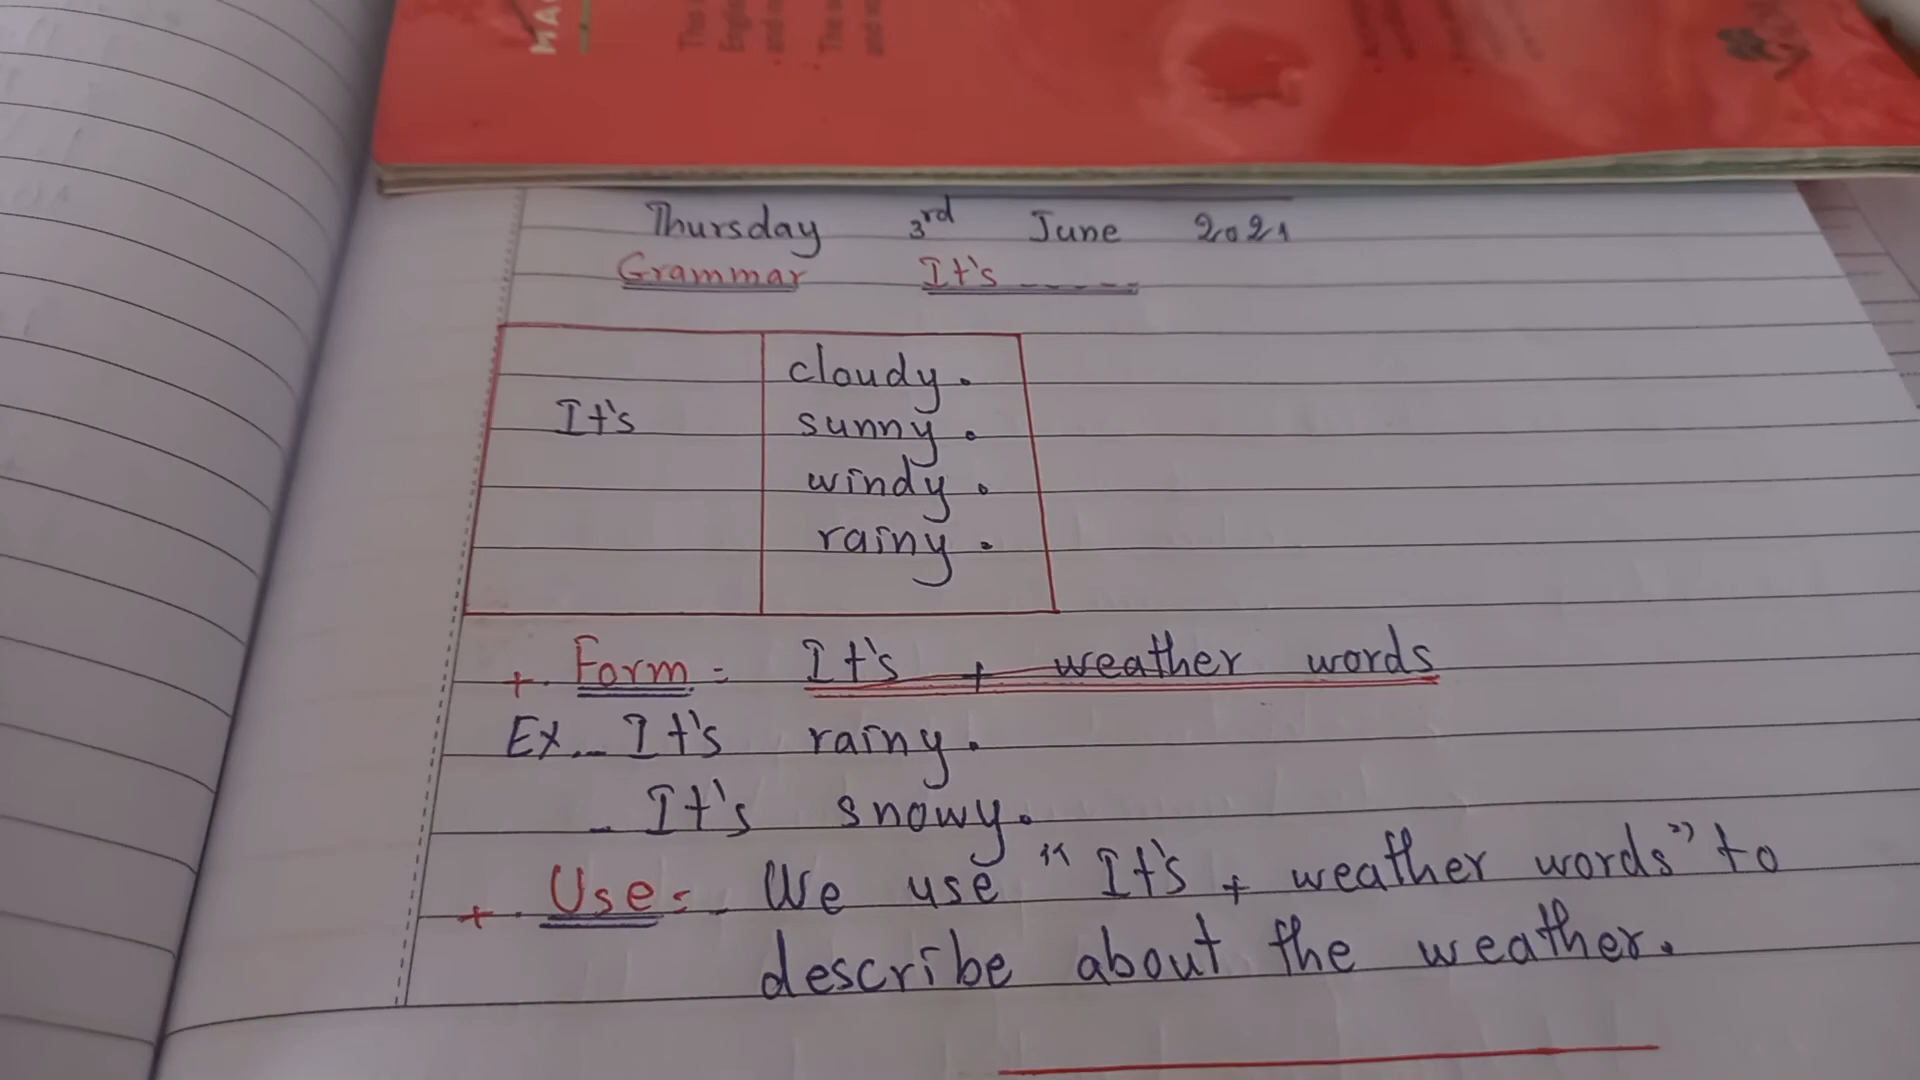 MA
Thursday 3rd June 2021
Grammar It's -----
cloudy.
It's sunny.
windy.
rainy.
+. Form: It's + weather words
Ex.- It's rainy.
- It's snowy.
+. Use:- We use "It's + weather words" to
describe about the weather.